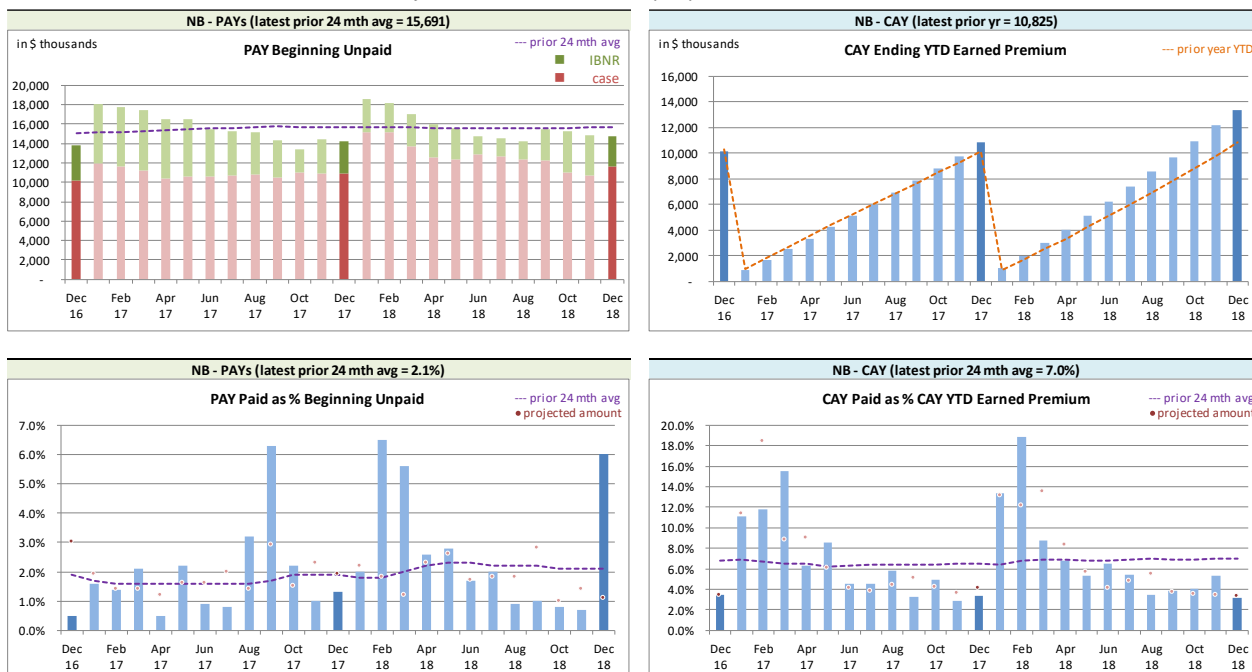 NB - PAYs (latest prior 24 mth avg = 15,691)
in $ thousands
PAY Beginning Unpaid
--- prior 24 mth avg
IBNR
case
20,000
18,000
16,000
14,000
12,000
10,000
8,000
6,000
4,000
2,000
-
Dec Feb Apr Jun Aug Oct Dec Feb Apr Jun Aug Oct Dec
16 17 17 17 17 17 17 18 18 18 18 18 18
NB - CAY (latest prior yr = 10,825)
in $ thousands
CAY Ending YTD Earned Premium
--- prior year YTD
16,000
14,000
12,000
10,000
8,000
6,000
4,000
2,000
-
Dec Feb Apr Jun Aug Oct Dec Feb Apr Jun Aug Oct Dec
16 17 17 17 17 17 17 18 18 18 18 18 18
NB - PAYs (latest prior 24 mth avg = 2.1%)
PAY Paid as % Beginning Unpaid
--- prior 24 mth avg
• projected amount
7.0%
6.0%
5.0%
4.0%
3.0%
2.0%
1.0%
0.0%
Dec Feb Apr Jun Aug Oct Dec Feb Apr Jun Aug Oct Dec
16 17 17 17 17 17 17 18 18 18 18 18 18
NB - CAY (latest prior 24 mth avg = 7.0%)
CAY Paid as % CAY YTD Earned Premium
--- prior 24 mth avg
• projected amount
20.0%
18.0%
16.0%
14.0%
12.0%
10.0%
8.0%
6.0%
4.0%
2.0%
0.0%
Dec Feb Apr Jun Aug Oct Dec Feb Apr Jun Aug Oct Dec
16 17 17 17 17 17 17 18 18 18 18 18 18